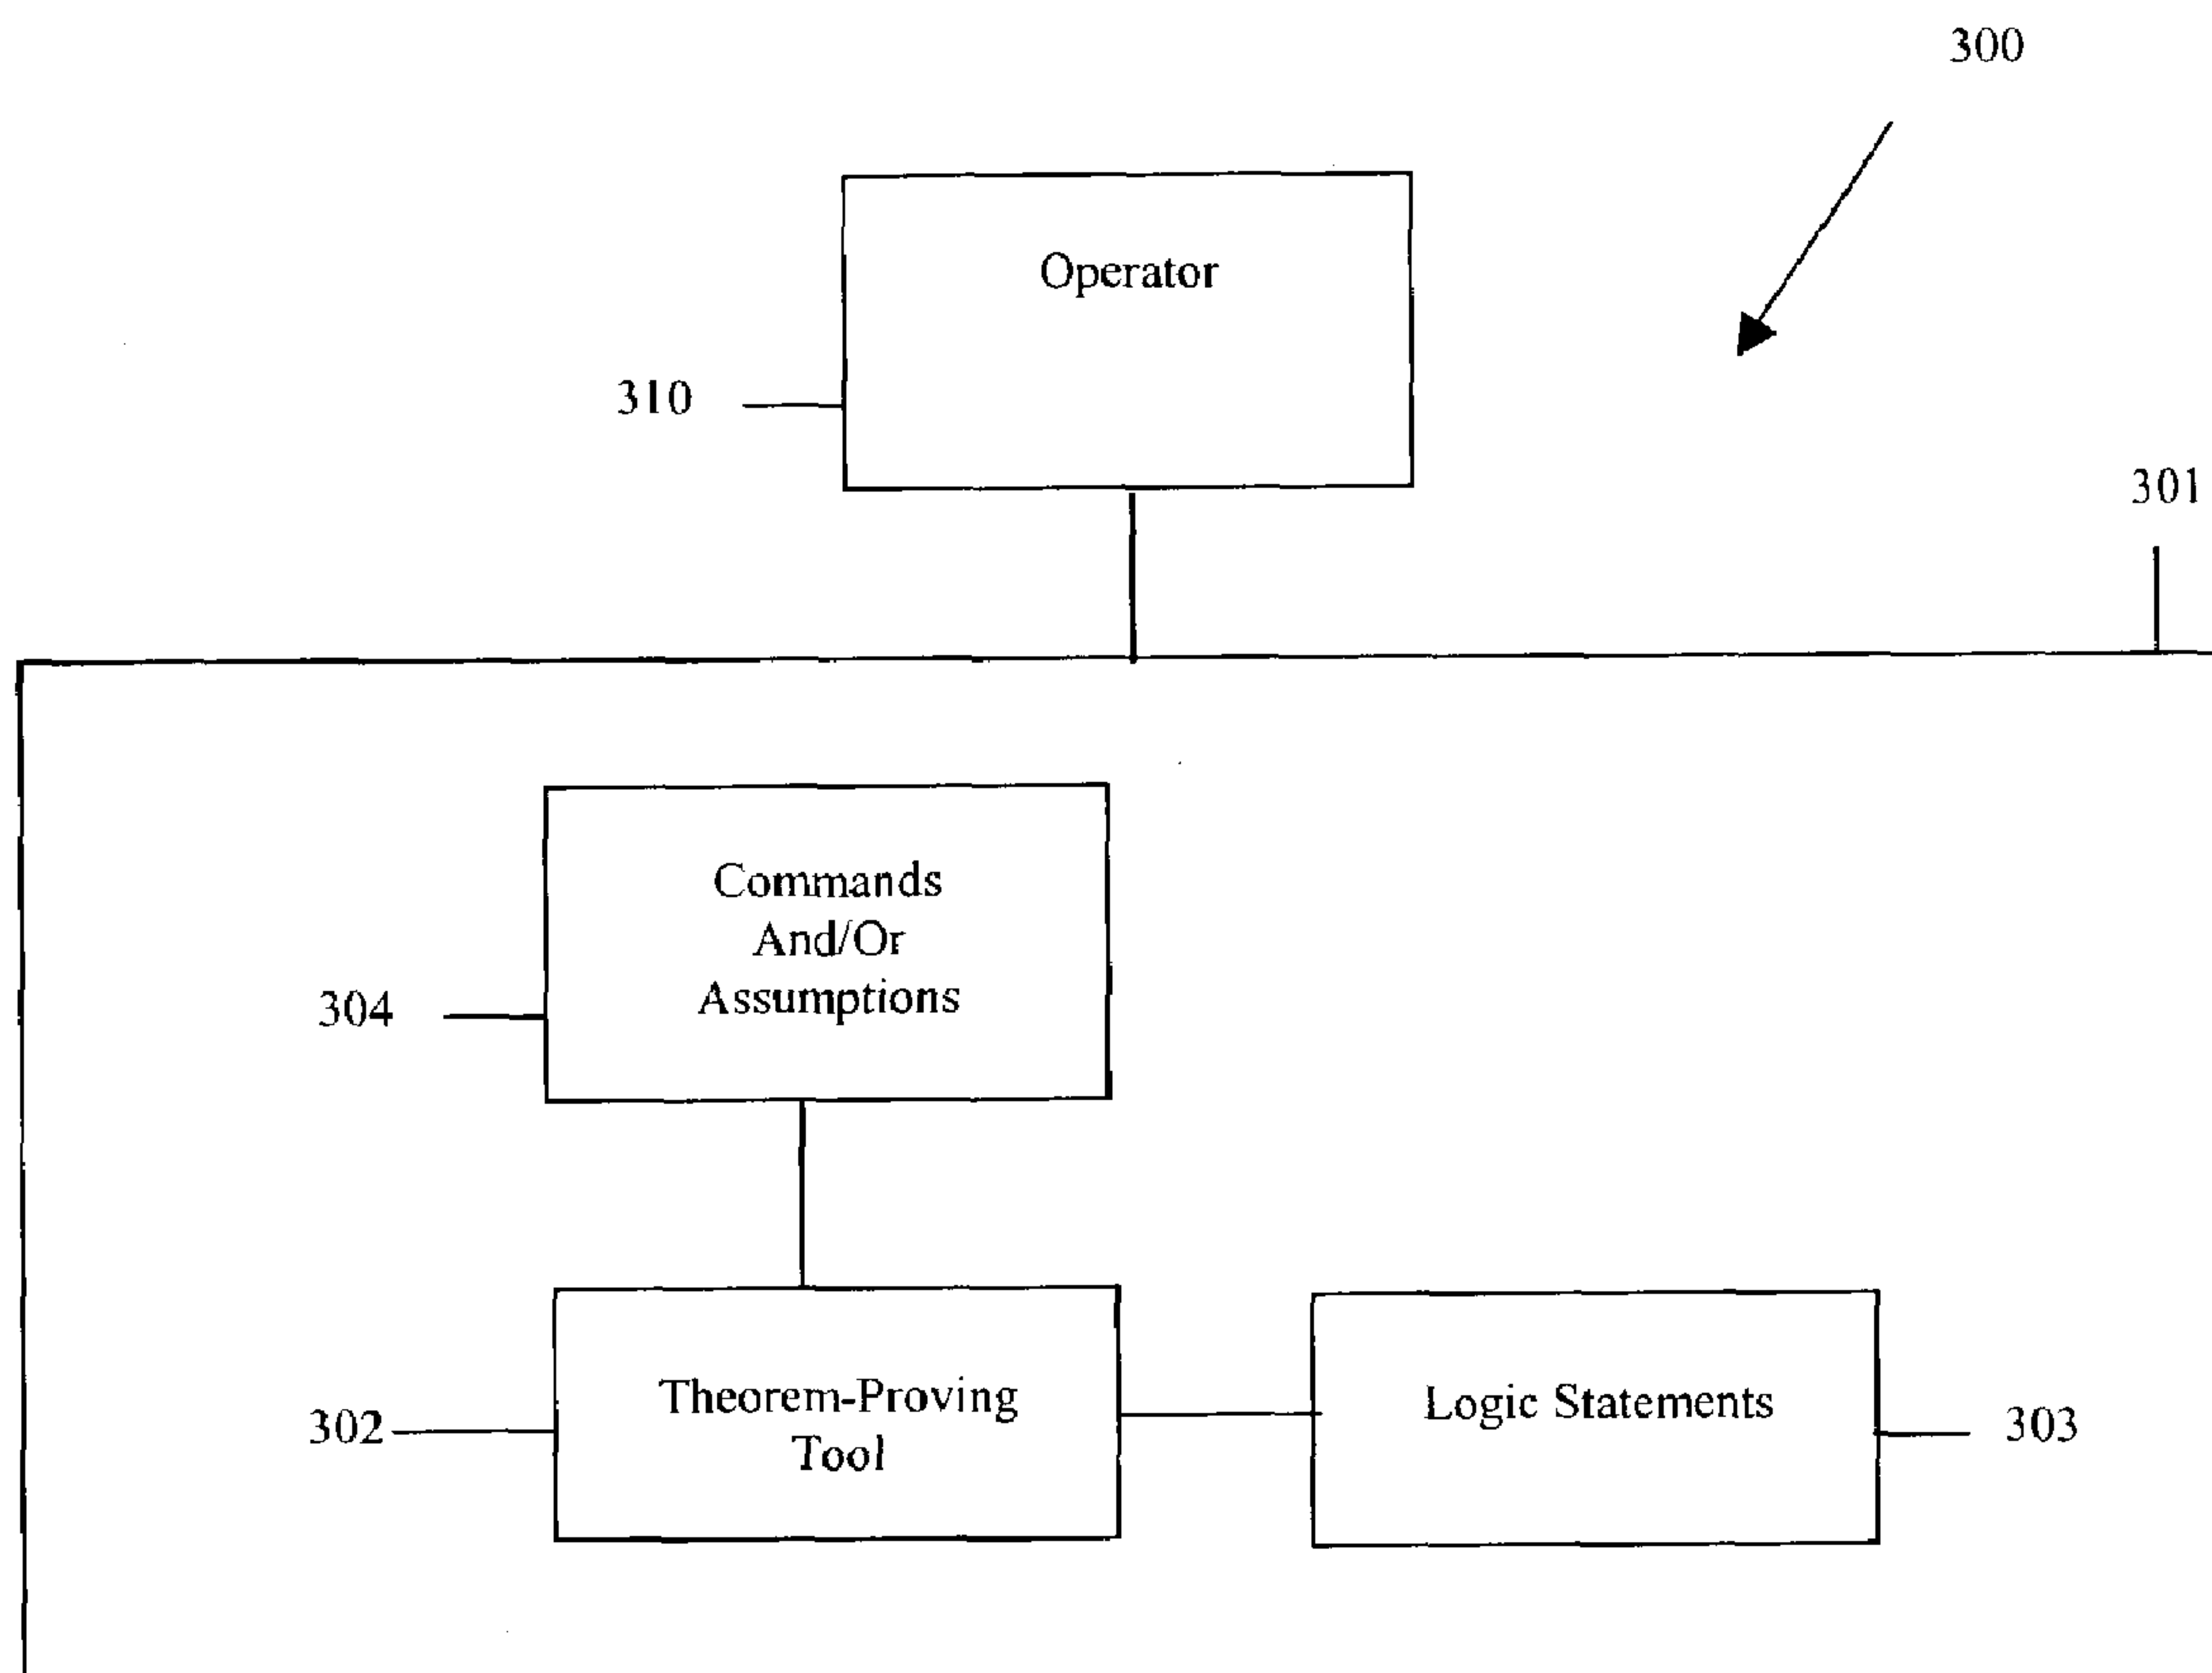 300
Operator
310
301
Commands
And/Or
Assumptions
304
Theorem-Proving
Tool
302
Logic Statements
303